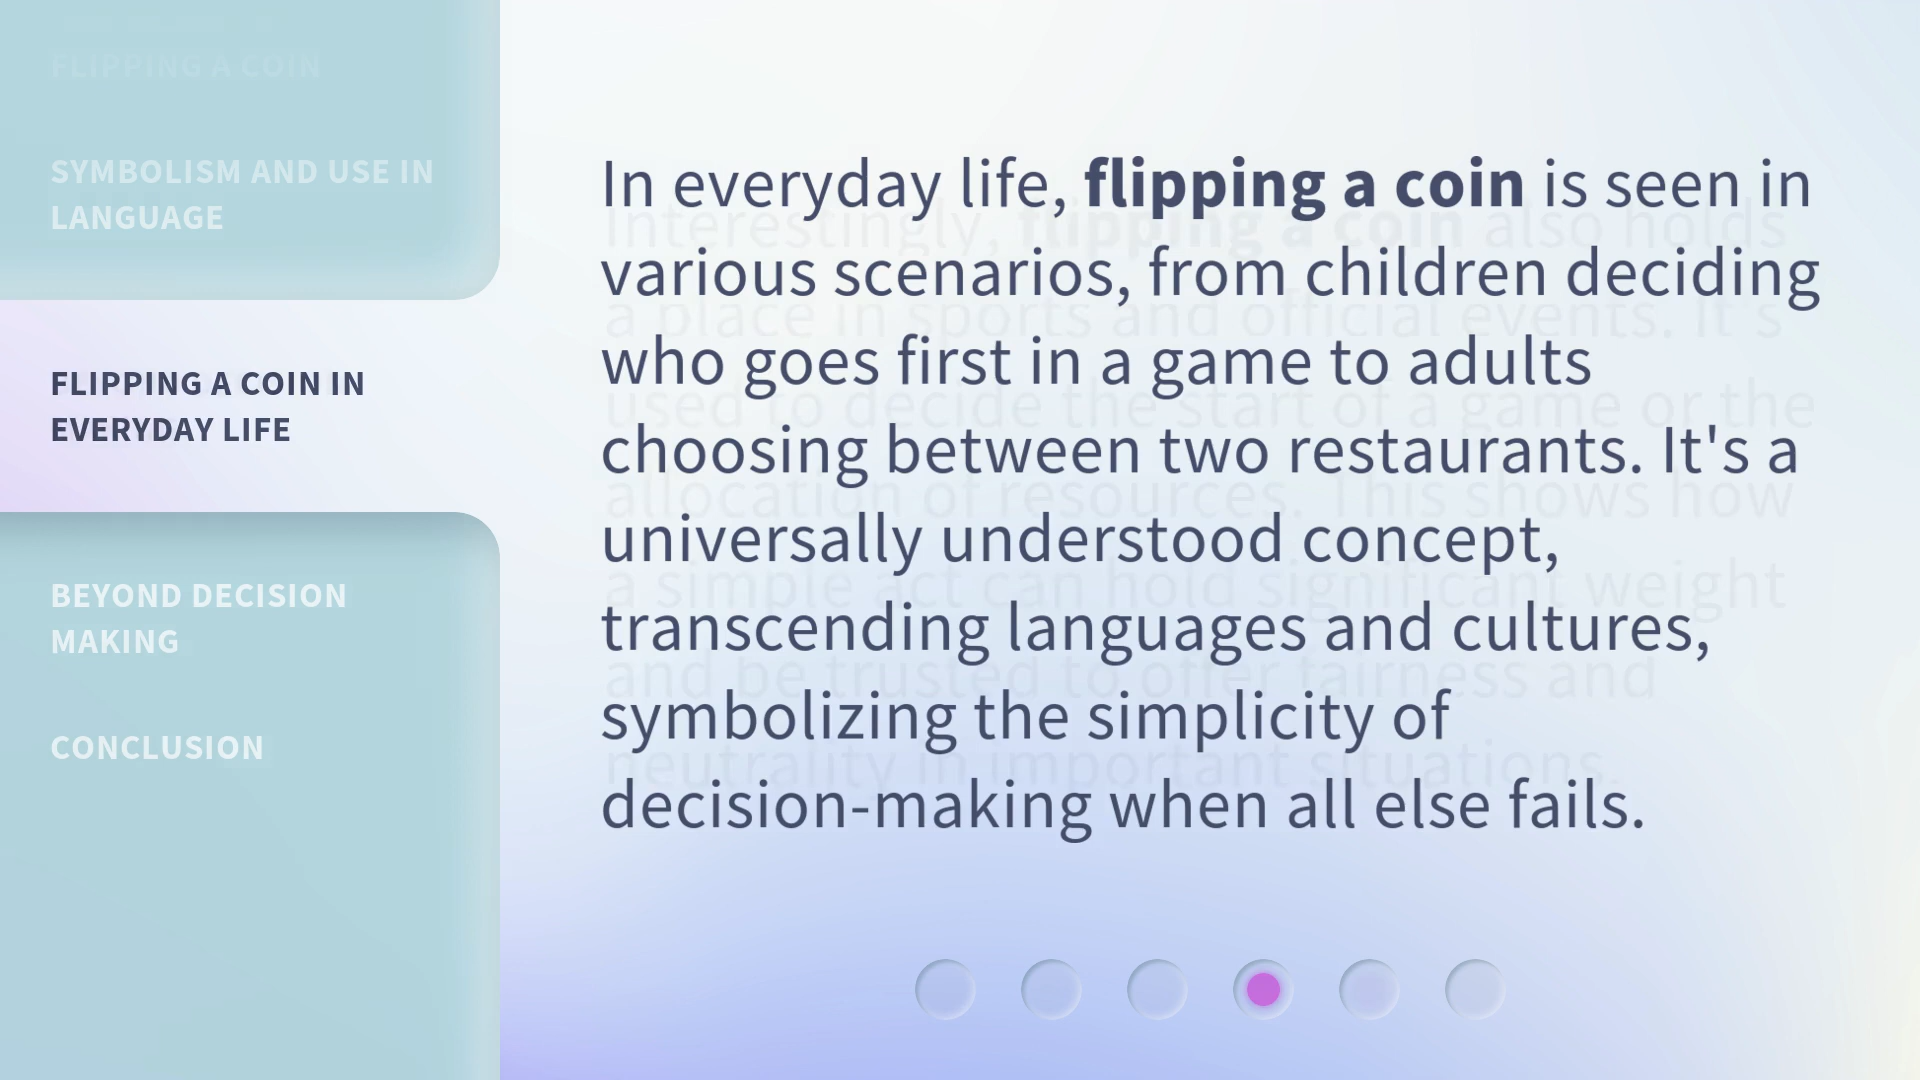 FLIPPING A COIN
SYMBOLISM AND USE IN
LANGUAGE
FLIPPING A COIN IN
EVERYDAY LIFE
BEYOND DECISION
MAKING
CONCLUSION
In everyday life, flipping a coin is seen in
various scenarios, from children deciding
who goes first in a game to adults
choosing between two restaurants. It's a
universally understood concept,
transcending languages and cultures,
symbolizing the simplicity of
decision-making when all else fails.
Interestingly, flipping a coin also holds
a place in sports and official events. It's
used to decide the start of a game or the
allocation of resources. This shows how
a simple act can hold significant weight
and be trusted to offer fairness and
neutrality in important situations.